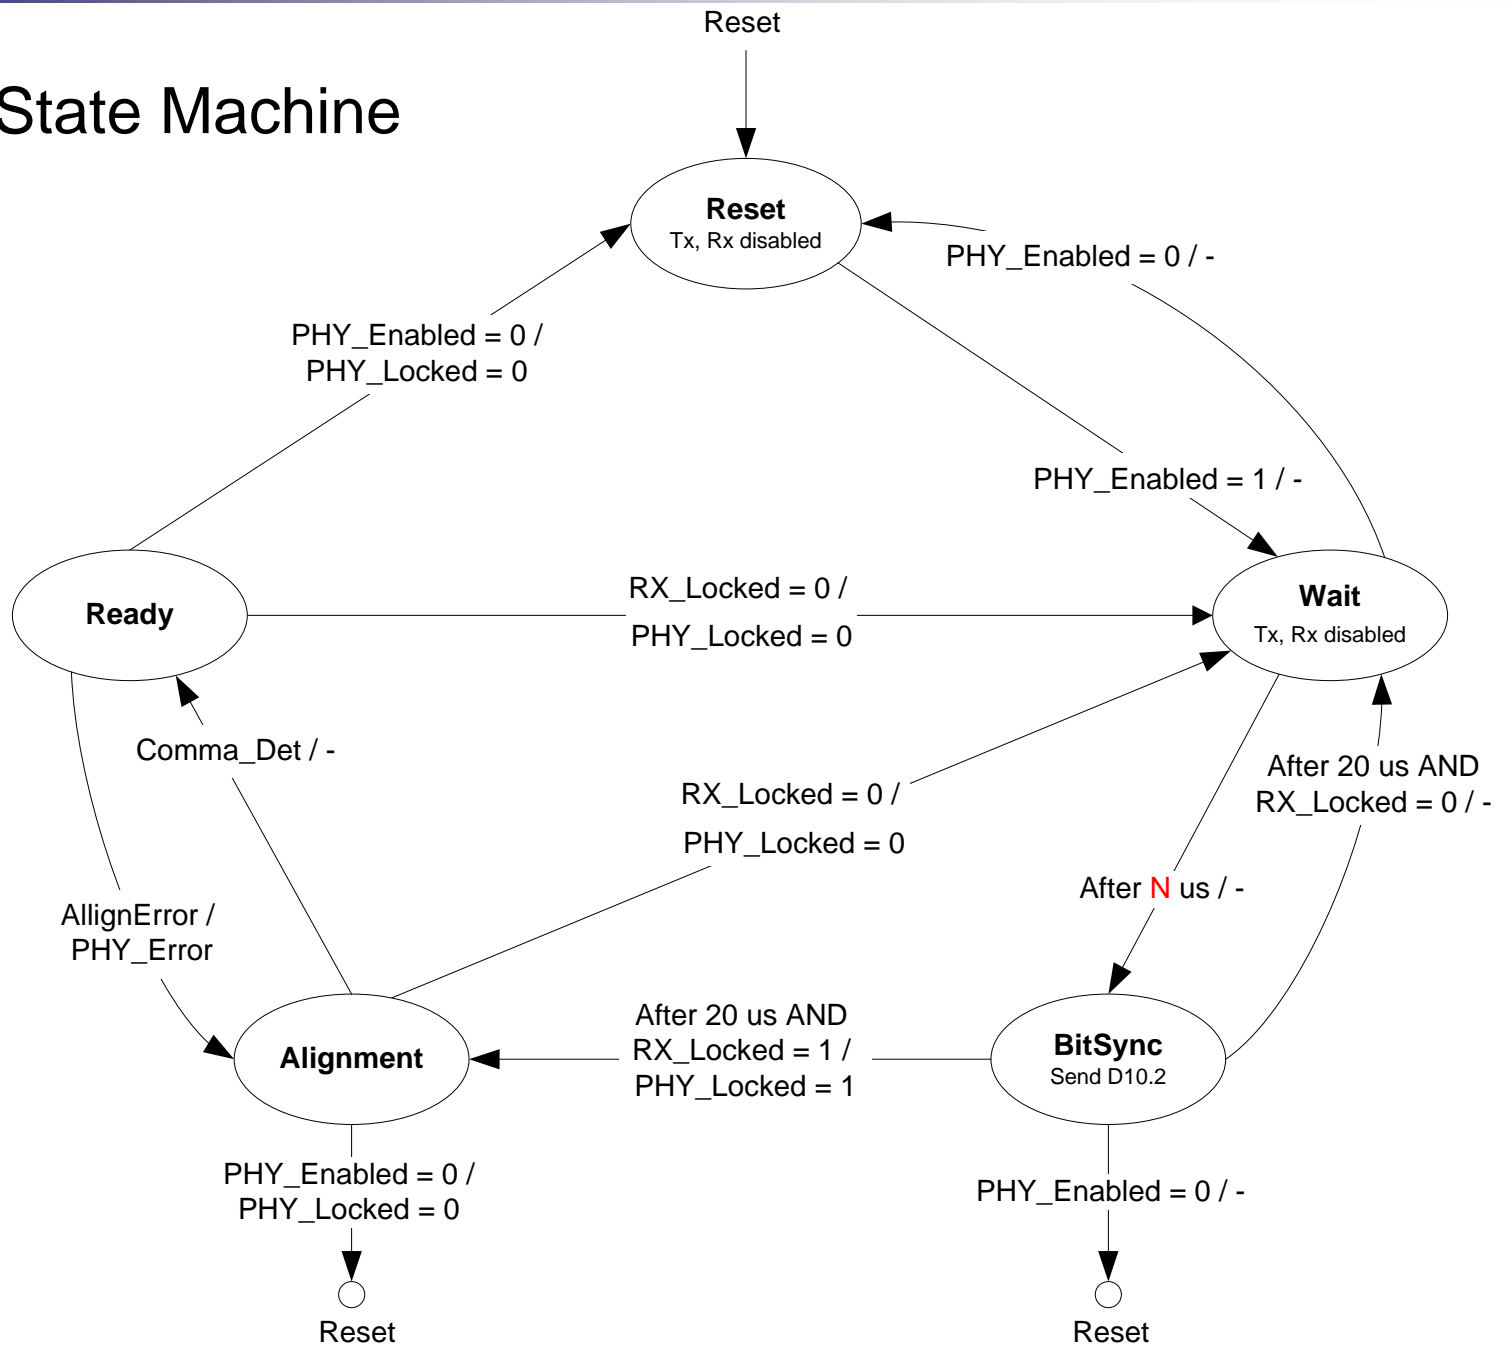 Reset
State Machine
Reset
Tx, Rx disabled
PHY_Enabled = 0 / -
PHY_Enabled = 0 /
PHY_Locked = 0
PHY_Enabled = 1 / -
Ready
RX_Locked = 0 /
PHY_Locked = 0
Wait
Tx, Rx disabled
Comma_Det / -
RX_Locked = 0 /
PHY_Locked = 0
After 20 us AND
RX_Locked = 0 / -
After N us / -
AllignError /
PHY_Error
Alignment
After 20 us AND
RX_Locked = 1 /
PHY_Locked = 1
BitSync
Send D10.2
PHY_Enabled = 0 /
PHY_Locked = 0
PHY_Enabled = 0 / -
Reset
Reset